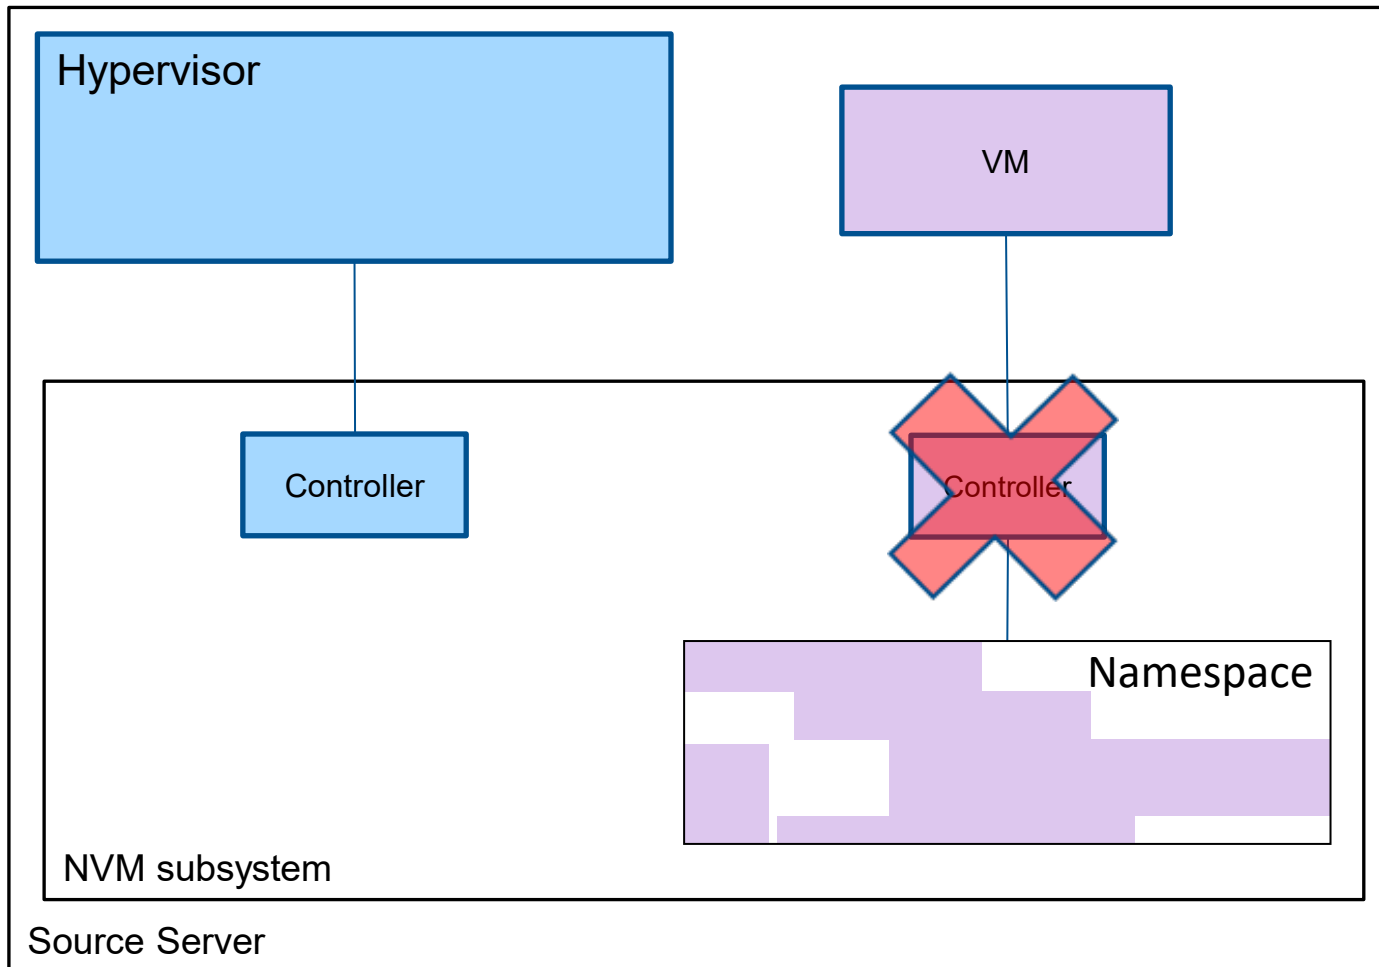 Hypervisor
VM
Controller
Controller
Namespace
NVM subsystem
Source Server